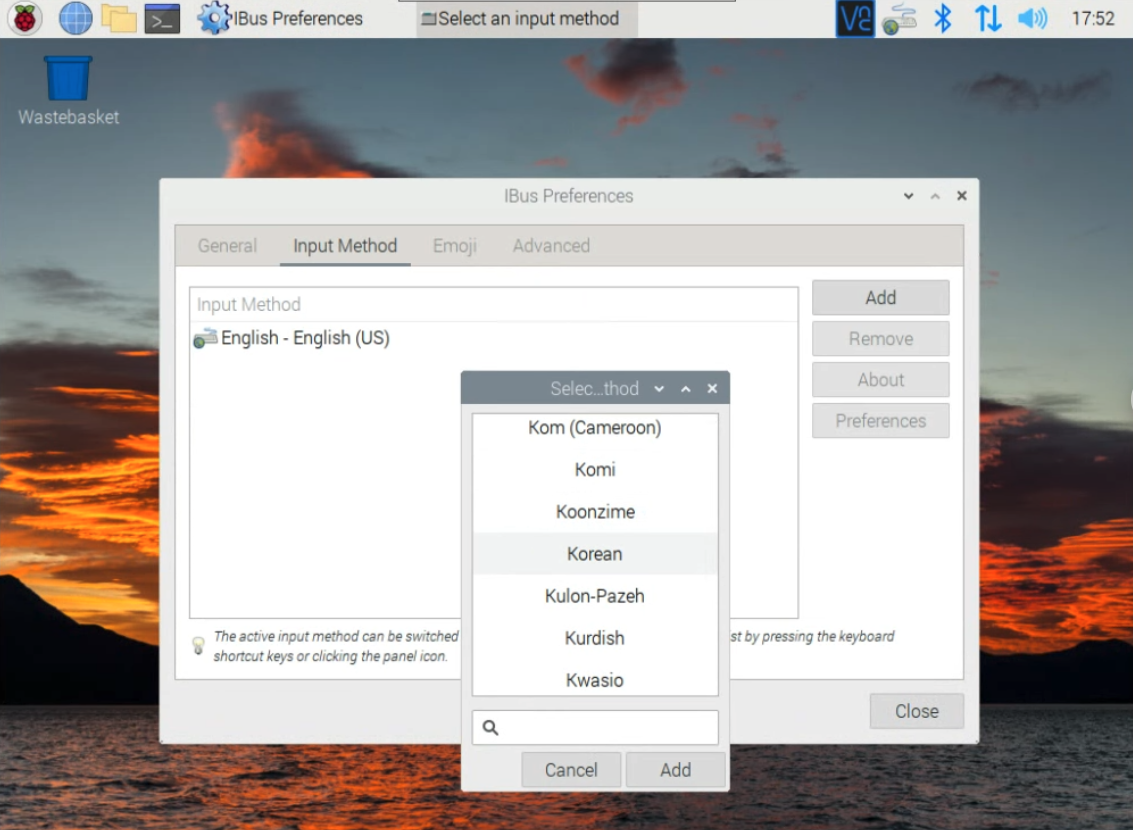 IBus Preferences
Select an input method
V2
17:52
Wastebasket
IBus Preferences
General
Input Method
Emoji
Advanced
Input Method
English - English (US)
Add
Remove
About
Preferences
Selec...thod
Kom (Cameroon)
Komi
Koonzime
Korean
Kulon-Pazeh
Kurdish
Kwasio
The active input method can be switched
st by pressing the keyboard
shortcut keys or clicking the panel icon.
Close
Cancel
Add